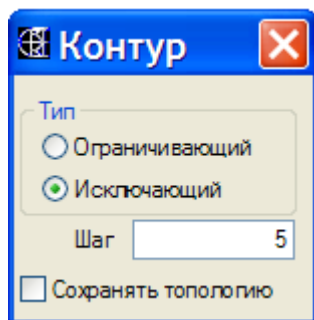 Контур
Тип
Ограничивающий
Исключающий
Шаг 5
Сохранять топологию